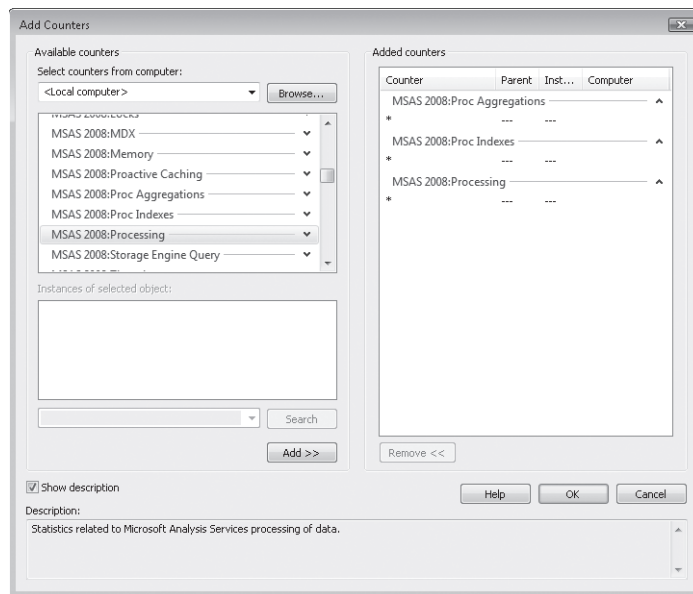 Add Counters
Available counters
Select counters from computer:
<Local computer>
Browse...
MSAS 2008:MDX
MSAS 2008:Memory
MSAS 2008:Proactive Caching
MSAS 2008:Proc Aggregations
MSAS 2008:Proc Indexes
MSAS 2008:Processing
MSAS 2008:Storage Engine Query
Instances of selected object:
Search
Add >>
Added counters
Counter Parent Inst... Computer
MSAS 2008:Proc Aggregations
* --- ---
MSAS 2008:Proc Indexes
* --- ---
MSAS 2008:Processing
* --- ---
Remove <<
Show description
Help OK Cancel
Description:
Statistics related to Microsoft Analysis Services processing of data.